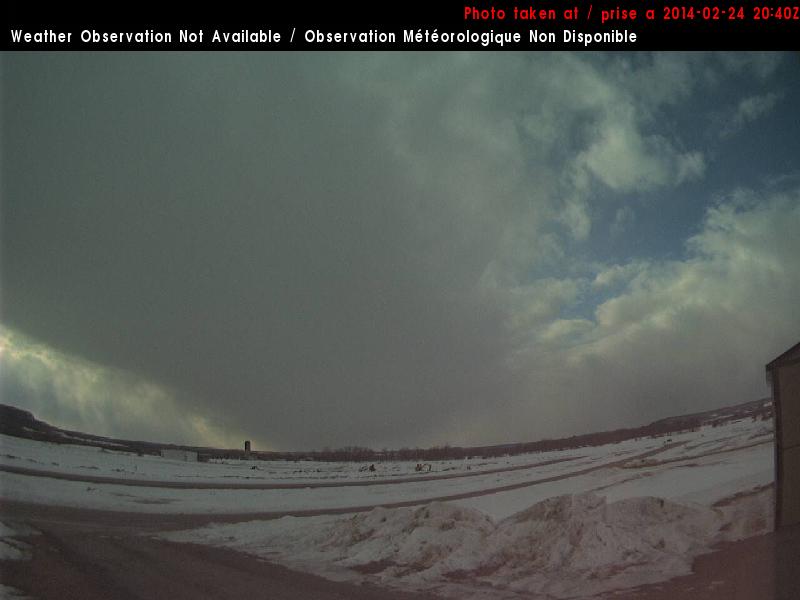 Photo taken at / prise a 2014-02-24 20:40Z
Weather Observation Not Available / Observation Météorologique Non Disponible